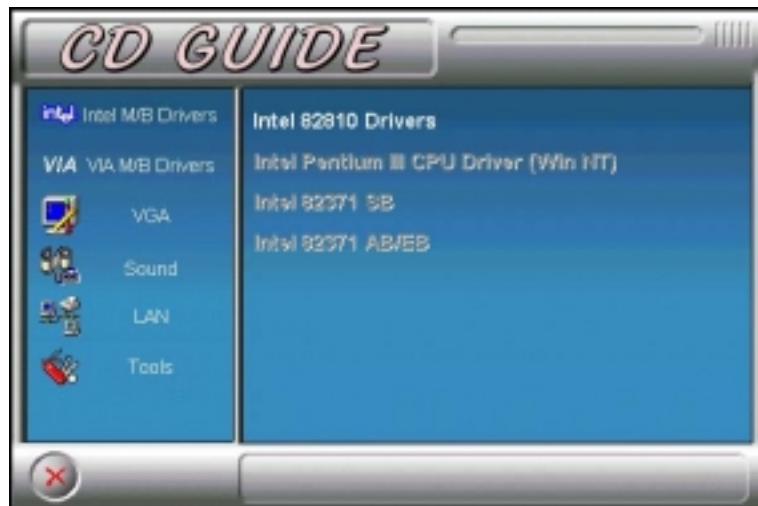 CD GUIDE
intel Intel M/B Drivers
VIA VIA M/B Drivers
VGA
Sound
LAN
Tools
Intel 82810 Drivers
Intel Pentium III CPU Driver (Win NT)
Intel 82371 SB
Intel 82371 AB/EB